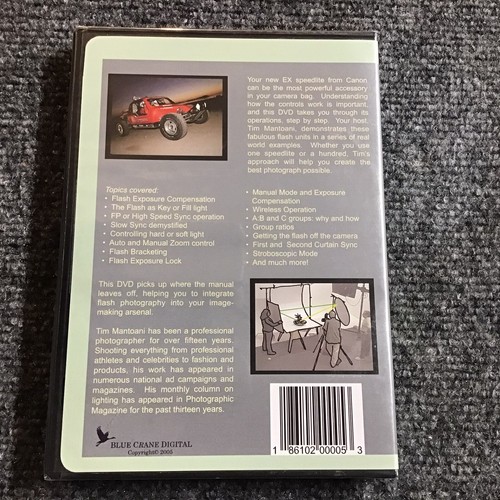 Your new EX speedlite from Canon
can be the most powerful accessory
in your camera bag. Understanding
how the controls work is important,
and this DVD takes you through its
operations, step by step. Your host,
Tim Mantoani, demonstrates these
fabulous flash units in a series of real
world examples. Whether you use
one speedlite or a hundred, Tim's
approach will help you create the
best photograph possible.
Topics covered:
• Flash Exposure Compensation
• The Flash as Key or Fill light
• FP or High Speed Sync operation
• Slow Sync demystified
• Controlling hard or soft light
• Auto and Manual Zoom control
• Flash Bracketing
• Flash Exposure Lock
• Manual Mode and Exposure
Compensation
• Wireless Operation
• A:B and C groups: why and how
• Group ratios
• Getting the flash off the camera
• First and Second Curtain Sync
• Stroboscopic Mode
• And much more!
This DVD picks up where the manual
leaves off, helping you to integrate
flash photography into your image-
making arsenal.
Tim Mantoani has been a professional
photographer for over fifteen years.
Shooting everything from professional
athletes and celebrities to fashion and
products, his work has appeared in
numerous national ad campaigns and
magazines. His monthly column on
lighting has appeared in Photographic
Magazine for the past thirteen years.
BLUE CRANE DIGITAL
Copyright© 2005
1 86102 00005 3